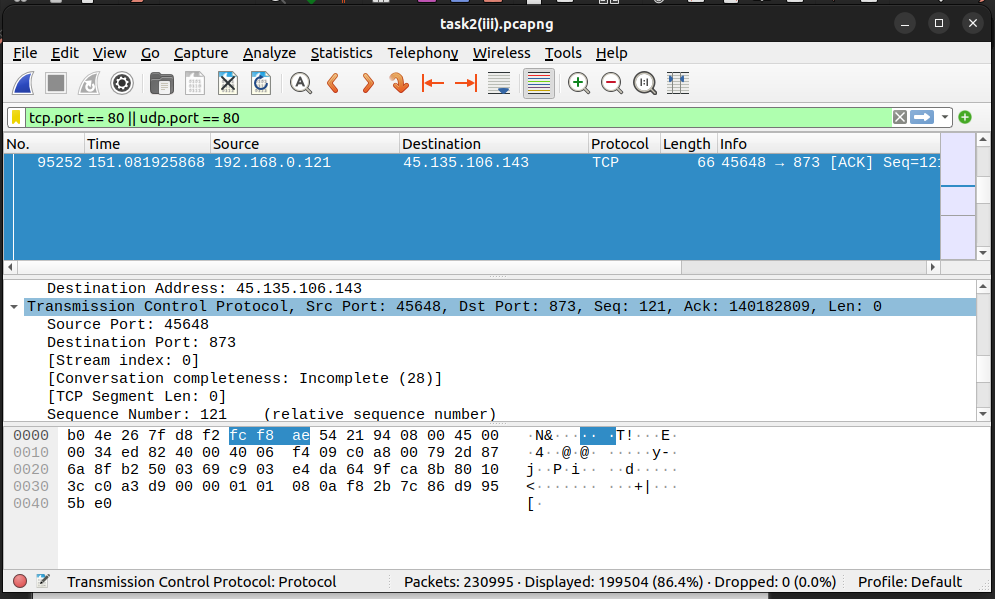 task2(iii).pcapng
File Edit View Go Capture Analyze Statistics Telephony Wireless Tools Help
tcp.port == 80 || udp.port == 80
No. Time Source Destination Protocol Length Info
95252 151.081925868 192.168.0.121 45.135.106.143 TCP 66 45648 → 873 [ACK] Seq=121
Destination Address: 45.135.106.143
Transmission Control Protocol, Src Port: 45648, Dst Port: 873, Seq: 121, Ack: 140182809, Len: 0
Source Port: 45648
Destination Port: 873
[Stream index: 0]
[Conversation completeness: Incomplete (28)]
[TCP Segment Len: 0]
Sequence Number: 121 (relative sequence number)
0000 b0 4e 26 7f d8 f2 fc f8 ae 54 21 94 08 00 45 00 ·N&··· ·· ·T!···E·
0010 00 34 ed 82 40 00 40 06 f4 09 c0 a8 00 79 2d 87 ·4··@·@· ·····y-·
0020 6a 8f b2 50 03 69 c9 03 e4 da 64 9f ca 8b 80 10 j··P·i·· ··d·····
0030 3c c0 a3 d9 00 00 01 01 08 0a f8 2b 7c 86 d9 95 <······· ···+|···
0040 5b e0 [·
Transmission Control Protocol: Protocol Packets: 230995 · Displayed: 199504 (86.4%) · Dropped: 0 (0.0%) Profile: Default